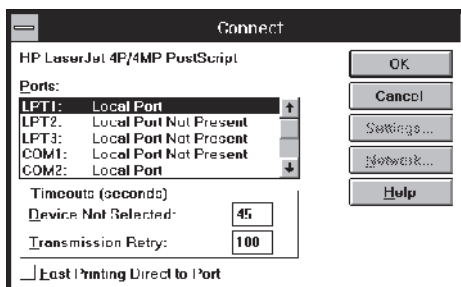 Connect
HP LaserJet 4P/4MP PostScript
Ports:
LPT1: Local Port
LPT2: Local Port Not Present
LPT3: Local Port Not Present
COM1: Local Port Not Present
COM2: Local Port
Timeouts (seconds)
Device Not Selected: 45
Transmission Retry: 100
Fast Printing Direct to Port
OK
Cancel
Settings...
Network...
Help